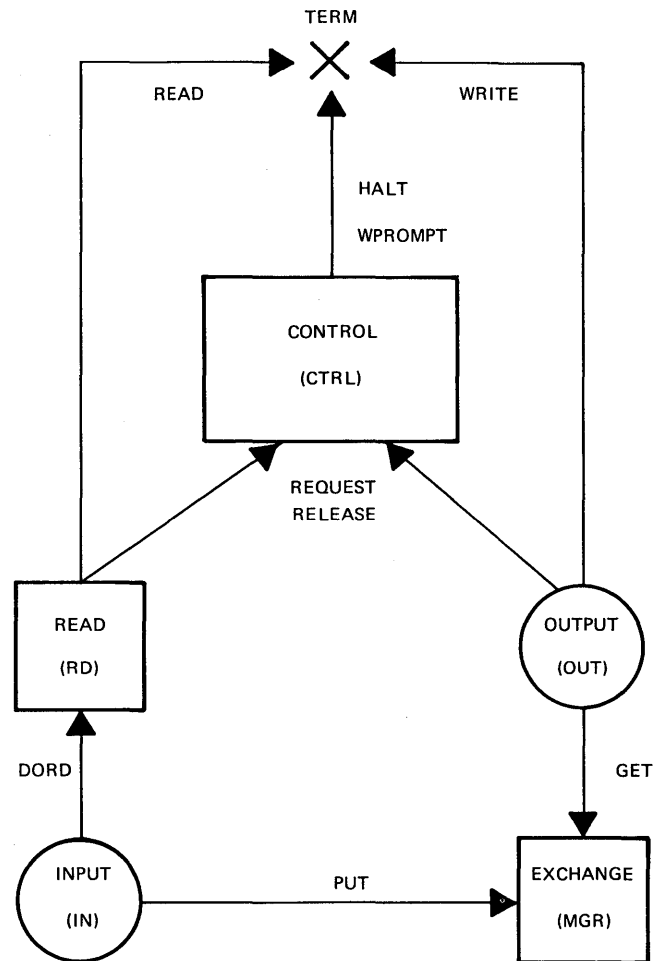 TERM
READ
WRITE
HALT
WPROMPT
CONTROL
(CTRL)
REQUEST
RELEASE
READ
(RD)
OUTPUT
(OUT)
DORD
GET
INPUT
(IN)
PUT
EXCHANGE
(MGR)